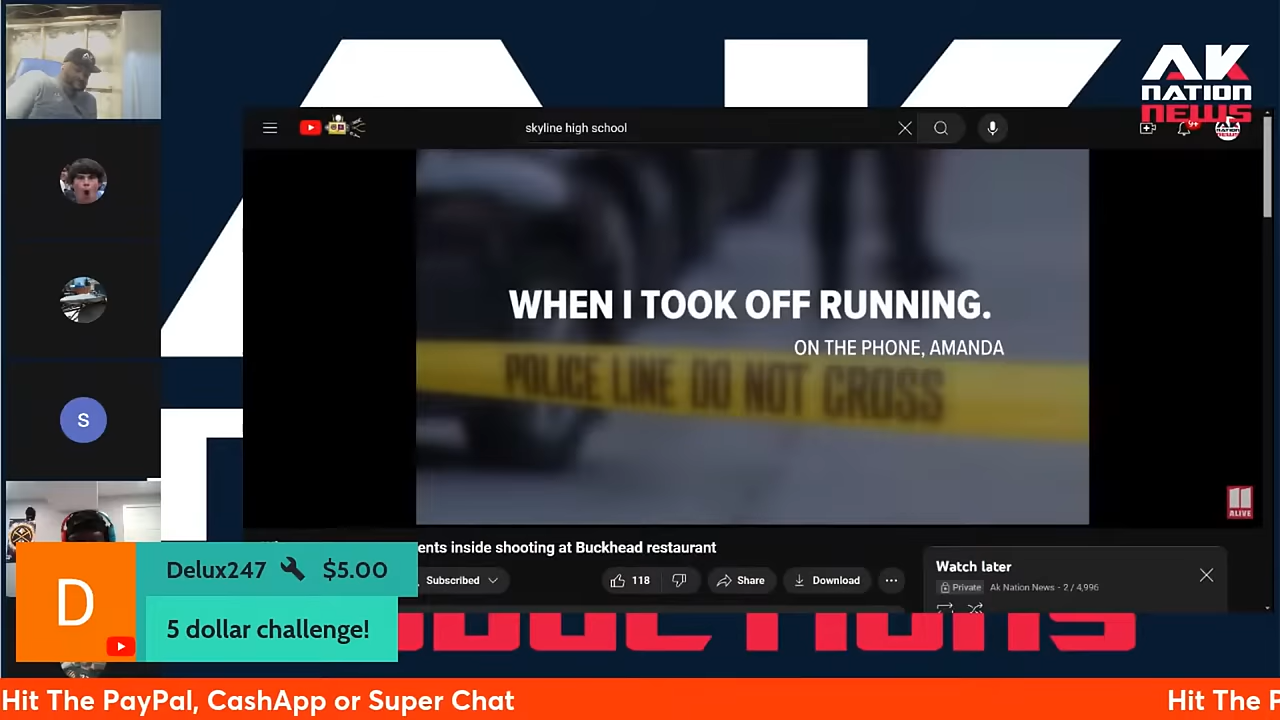 AK
NATION
NEWS
skyline high school
9+
WHEN I TOOK OFF RUNNING.
ON THE PHONE, AMANDA
POLICE LINE DO NOT CROSS
11
ALIVE
S
ents inside shooting at Buckhead restaurant
Subscribed
118
Share
Download
Watch later
Private
Ak Nation News - 2 / 4,996
D
Delux247
$5.00
5 dollar challenge!
Hit The PayPal, CashApp or Super Chat
Hit The P